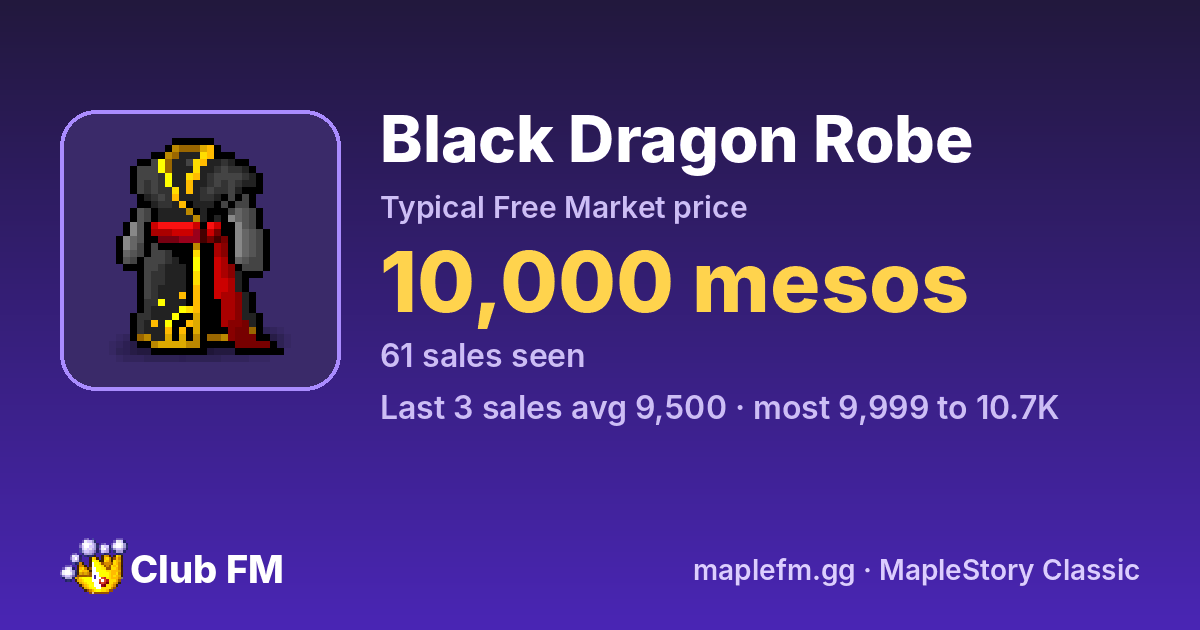 Black Dragon Robe
Typical Free Market price
10,000 mesos
61 sales seen
Last 3 sales avg 9,500 · most 9,999 to 10.7K
Club FM
maplefm.gg · MapleStory Classic